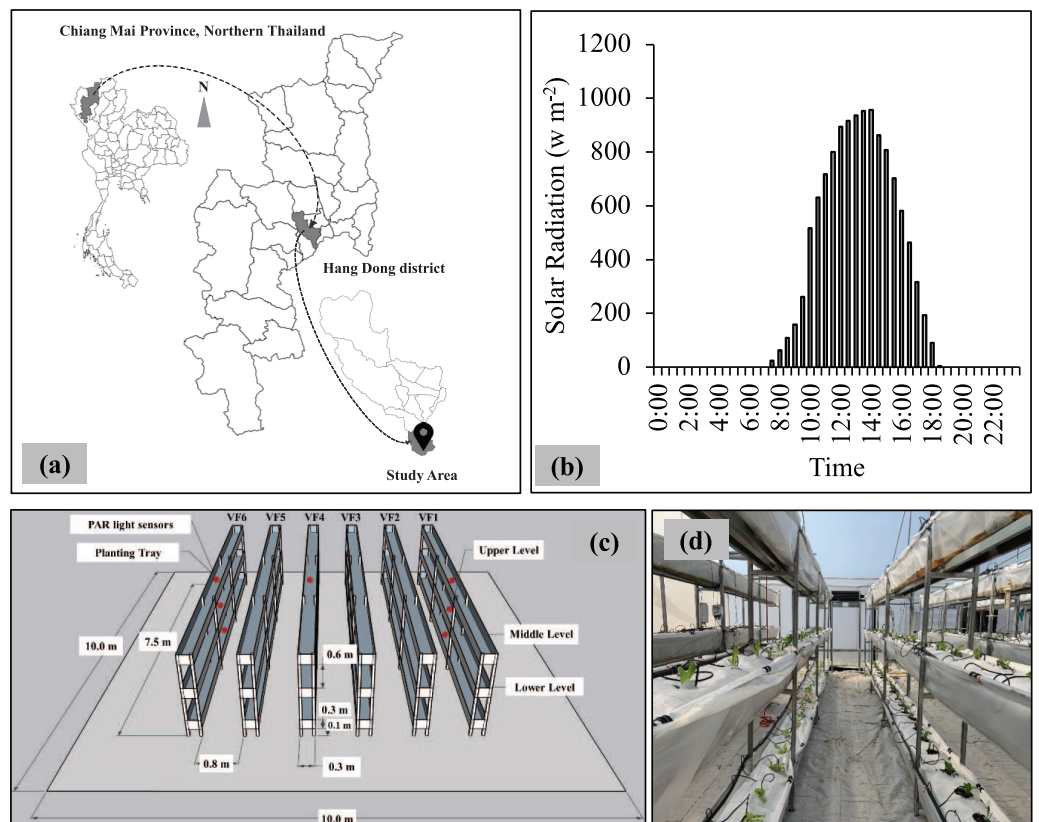 Chiang Mai Province, Northern Thailand
N
Hang Dong district
Study Area
(a)
Solar Radiation (w m-2)
1200
1000
800
600
400
200
0
0:00
2:00
4:00
6:00
8:00
10:00
12:00
14:00
16:00
18:00
20:00
22:00
Time
(b)
VF6 VF5 VF4 VF3 VF2 VF1
PAR light sensors
Planting Tray
Upper Level
Middle Level
Lower Level
10.0 m
7.5 m
0.6 m
0.3 m
0.1 m
0.8 m
0.3 m
10.0 m
(c)
(d)